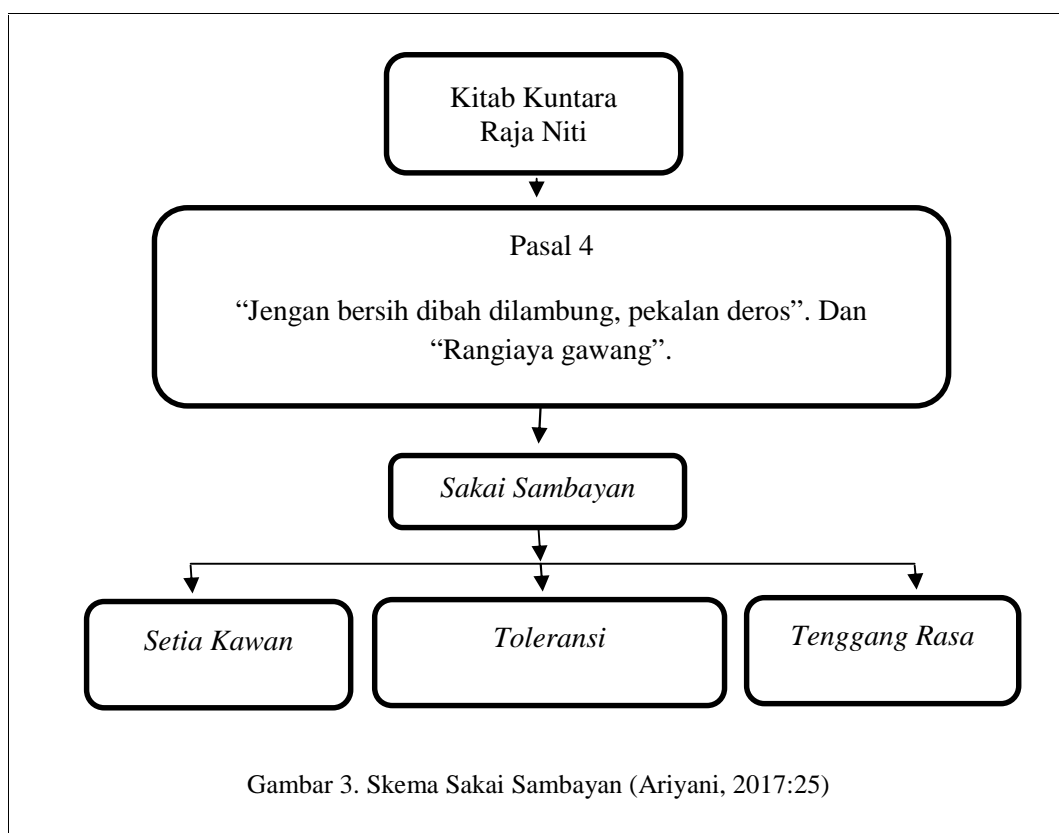 Kitab Kuntara
Raja Niti
Pasal 4
“Jengan bersih dibah dilambung, pekalan deros”. Dan
“Rangiaya gawang”.
Sakai Sambayan
Setia Kawan
Toleransi
Tenggang Rasa
Gambar 3. Skema Sakai Sambayan (Ariyani, 2017:25)